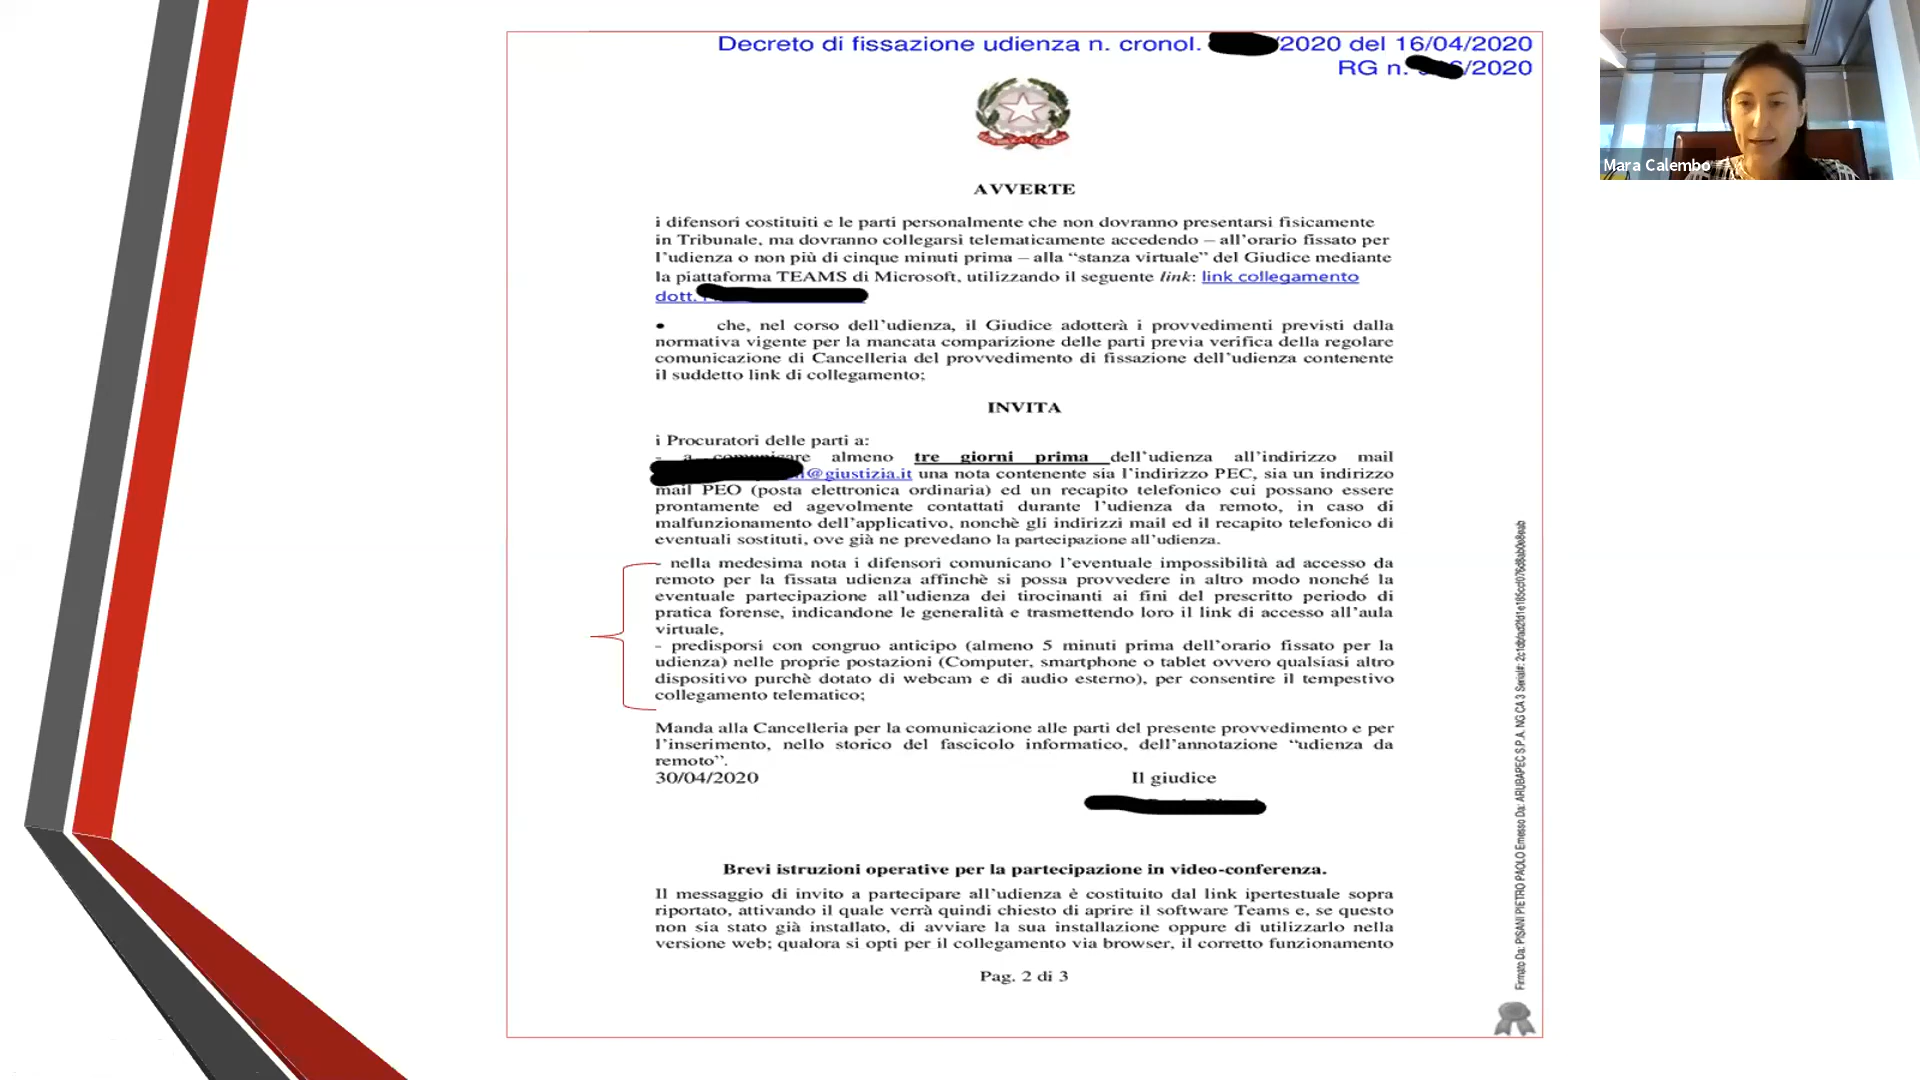 Decreto di fissazione udienza n. cronol. /2020 del 16/04/2020
RG n. /2020
Mara Calembo
AVVERTE
i difensori costituiti e le parti personalmente che non dovranno presentarsi fisicamente
in Tribunale, ma dovranno collegarsi telematicamente accedendo – all'orario fissato per
l'udienza o non più di cinque minuti prima – alla “stanza virtuale” del Giudice mediante
la piattaforma TEAMS di Microsoft, utilizzando il seguente link: link collegamento
dott.
• che, nel corso dell'udienza, il Giudice adotterà i provvedimenti previsti dalla
normativa vigente per la mancata comparizione delle parti previa verifica della regolare
comunicazione di Cancelleria del provvedimento di fissazione dell'udienza contenente
il suddetto link di collegamento;
INVITA
i Procuratori delle parti a:
- a comunicare almeno tre giorni prima dell'udienza all'indirizzo mail
@giustizia.it una nota contenente sia l'indirizzo PEC, sia un indirizzo
mail PEO (posta elettronica ordinaria) ed un recapito telefonico cui possano essere
prontamente ed agevolmente contattati durante l'udienza da remoto, in caso di
malfunzionamento dell'applicativo, nonchè gli indirizzi mail ed il recapito telefonico di
eventuali sostituti, ove già ne prevedano la partecipazione all'udienza.
- nella medesima nota i difensori comunicano l'eventuale impossibilità ad accesso da
remoto per la fissata udienza affinchè si possa provvedere in altro modo nonché la
eventuale partecipazione all'udienza dei tirocinanti ai fini del prescritto periodo di
pratica forense, indicandone le generalità e trasmettendo loro il link di accesso all'aula
virtuale,
- predisporsi con congruo anticipo (almeno 5 minuti prima dell'orario fissato per la
udienza) nelle proprie postazioni (Computer, smartphone o tablet ovvero qualsiasi altro
dispositivo purchè dotato di webcam e di audio esterno), per consentire il tempestivo
collegamento telematico;
Manda alla Cancelleria per la comunicazione alle parti del presente provvedimento e per
l'inserimento, nello storico del fascicolo informatico, dell'annotazione “udienza da
remoto”.
30/04/2020 Il giudice
Brevi istruzioni operative per la partecipazione in video-conferenza.
Il messaggio di invito a partecipare all'udienza è costituito dal link ipertestuale sopra
riportato, attivando il quale verrà quindi chiesto di aprire il software Teams e, se questo
non sia stato già installato, di avviare la sua installazione oppure di utilizzarlo nella
versione web; qualora si opti per il collegamento via browser, il corretto funzionamento
Pag. 2 di 3
Firmato Da: PISANI PIETRO PAOLO Emesso Da: ARUBAPEC S.P.A. NG CA 3 Serial#: